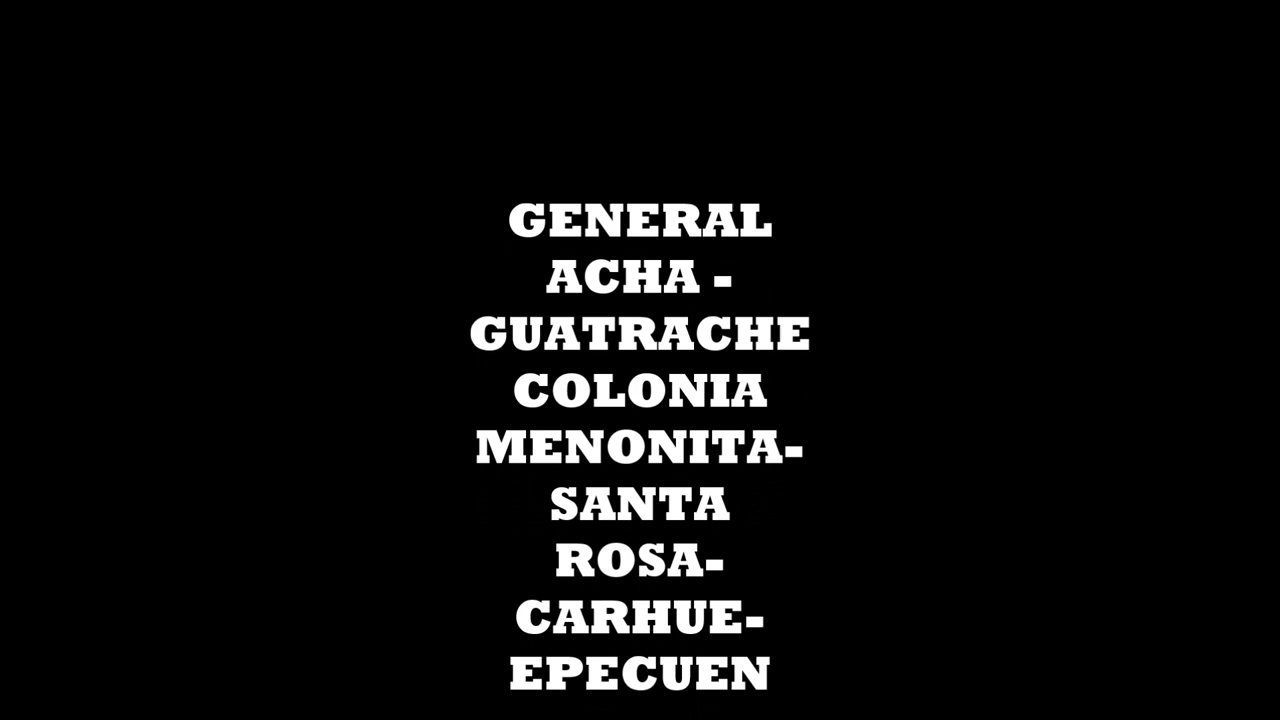 GENERAL
ACHA -
GUATRACHE
COLONIA
MENONITA-
SANTA
ROSA-
CARHUE-
EPECUEN